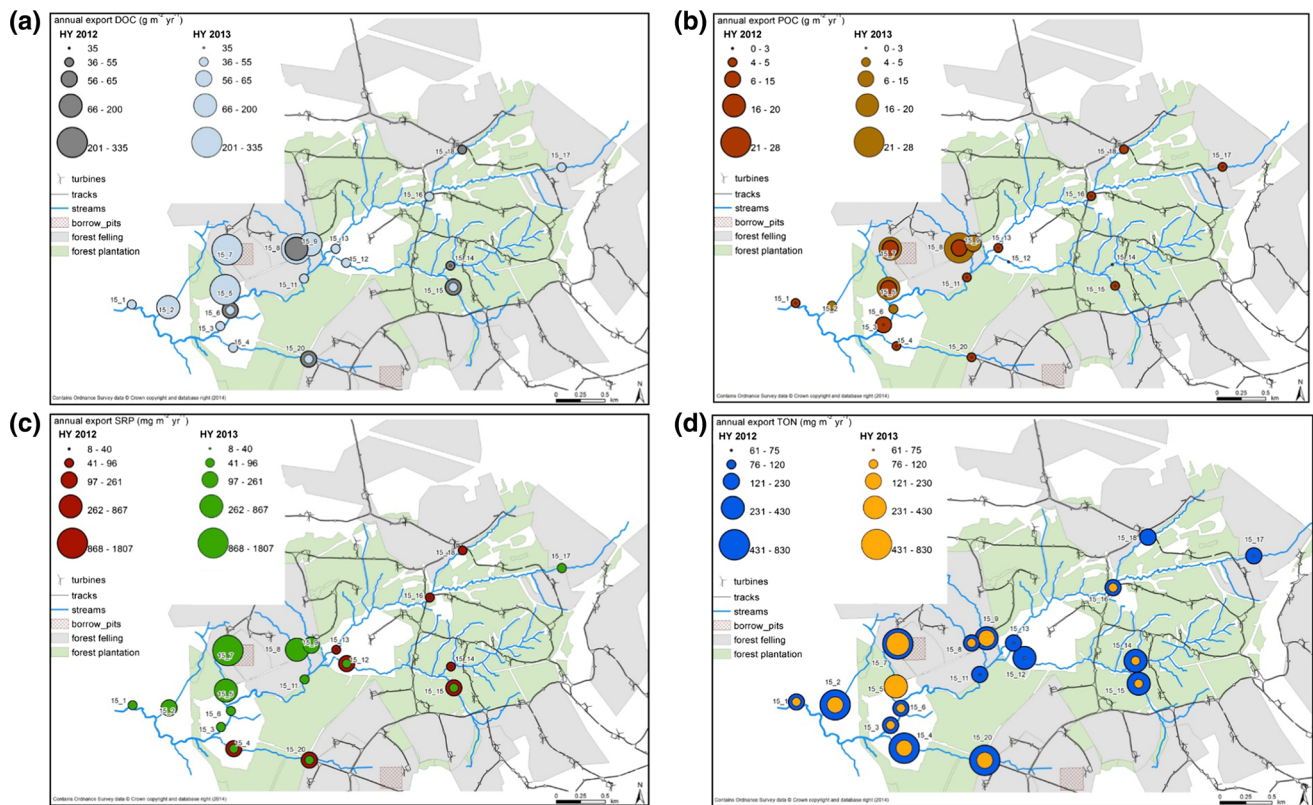 (a)
annual export DOC (g m⁻² yr⁻¹)
HY 2012 HY 2013
35 35
36 - 55 36 - 55
56 - 65 56 - 65
66 - 200 66 - 200
201 - 335 201 - 335
turbines
tracks
streams
borrow_pits
forest felling
forest plantation
15_18
15_17
15_16
15_9
15_8
15_13
15_7
15_12
15_14
15_11
15_15
15_5
15_1
15_2
15_6
15_3
15_4
15_20
Contains Ordnance Survey data © Crown copyright and database right (2014)
0 0.25 0.5
km
N
(b)
annual export POC (g m⁻² yr⁻¹)
HY 2012 HY 2013
0 - 3 0 - 3
4 - 5 4 - 5
6 - 15 6 - 15
16 - 20 16 - 20
21 - 28 21 - 28
turbines
tracks
streams
borrow_pits
forest felling
forest plantation
15_18
15_17
15_16
15_8
15_13
15_7
15_12
15_14
15_11
15_15
15_5
15_1
15_2
15_6
15_3
15_4
15_20
Contains Ordnance Survey data © Crown copyright and database right (2014)
0 0.25 0.5
km
N
(c)
annual export SRP (mg m⁻² yr⁻¹)
HY 2012 HY 2013
8 - 40 8 - 40
41 - 96 41 - 96
97 - 261 97 - 261
262 - 867 262 - 867
868 - 1807 868 - 1807
turbines
tracks
streams
borrow_pits
forest felling
forest plantation
15_18
15_17
15_16
15_8
15_13
15_7
15_12
15_14
15_11
15_15
15_5
15_1
15_2
15_6
15_3
15_4
15_20
Contains Ordnance Survey data © Crown copyright and database right (2014)
0 0.25 0.5
km
N
(d)
annual export TON (mg m⁻² yr⁻¹)
HY 2012 HY 2013
61 - 75 61 - 75
76 - 120 76 - 120
121 - 230 121 - 230
231 - 430 231 - 430
431 - 830 431 - 830
turbines
tracks
streams
borrow_pits
forest felling
forest plantation
15_18
15_17
15_16
15_9
15_13
15_8
15_14
15_7
15_12
15_11
15_15
15_5
15_2
15_1
15_6
15_3
15_4
15_20
Contains Ordnance Survey data © Crown copyright and database right (2014)
0 0.25 0.5
km
N